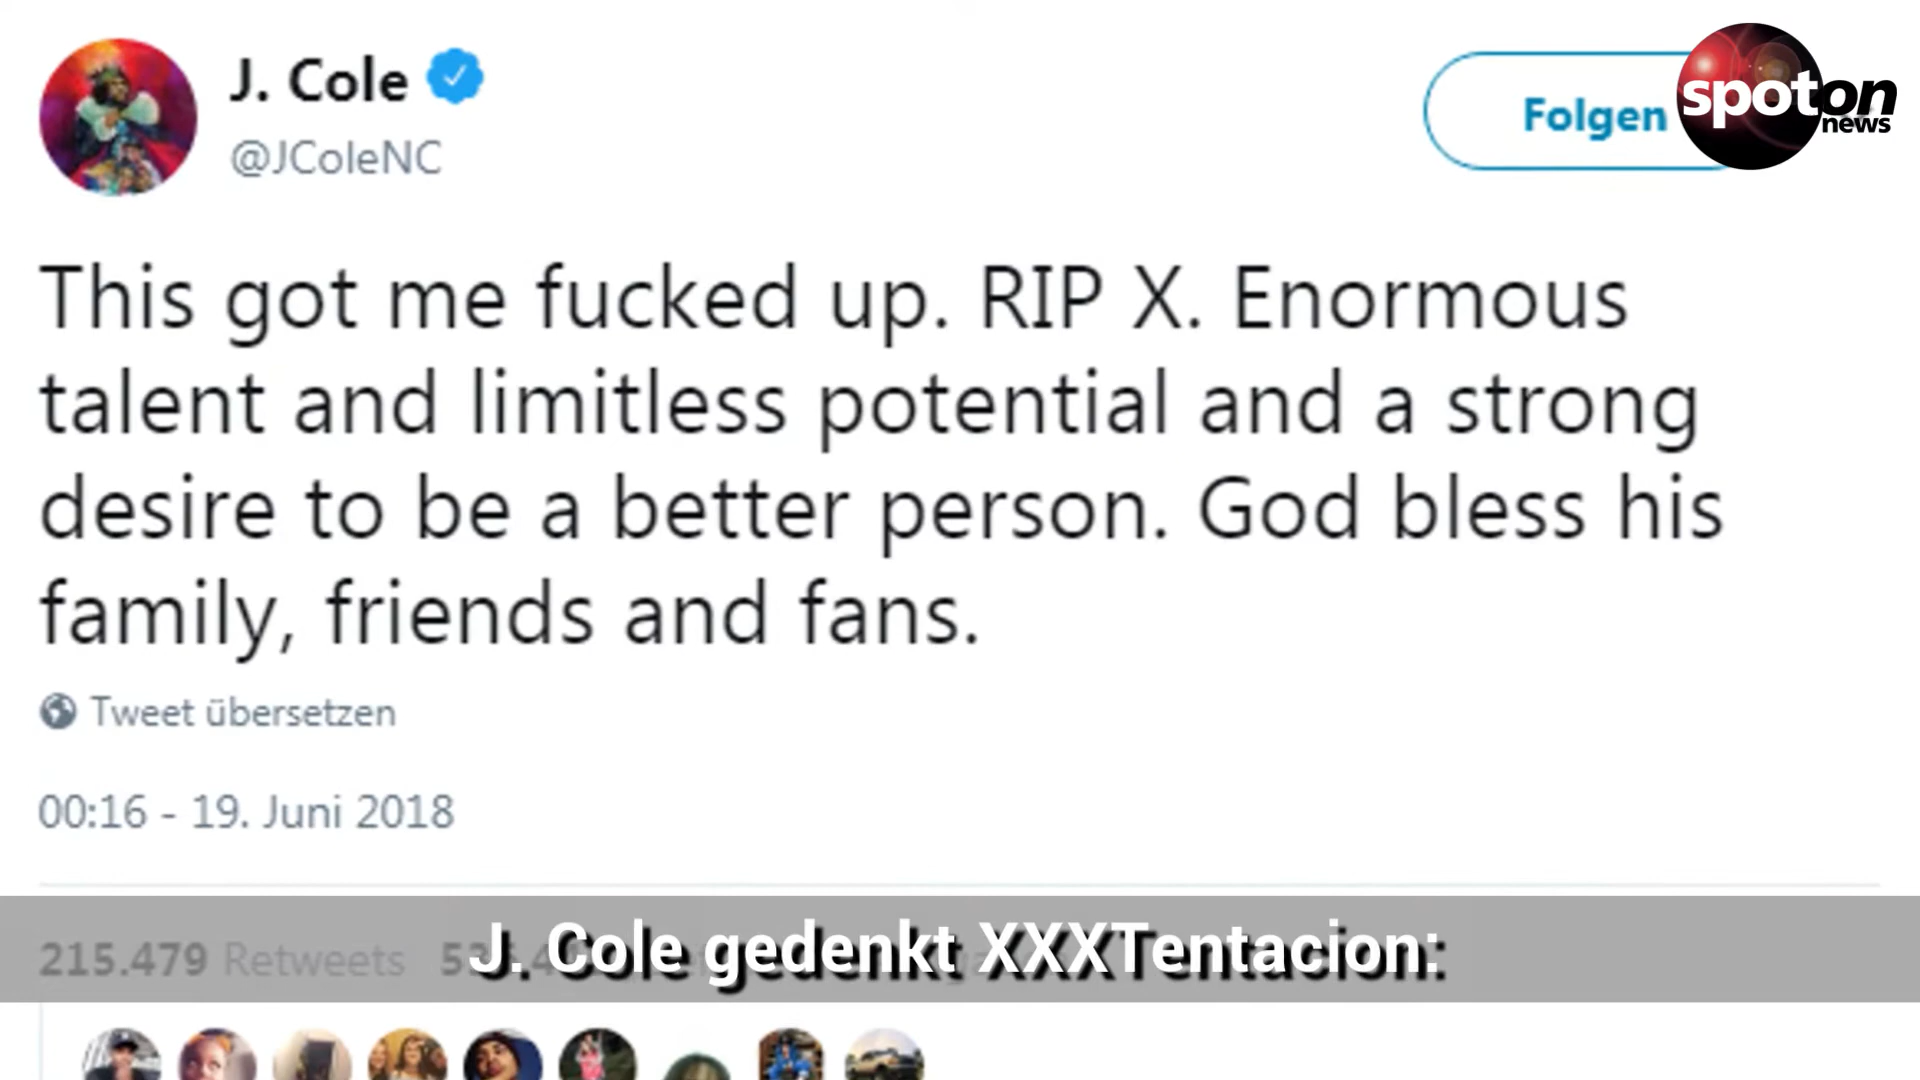 J. Cole
@JColeNC
Folgen
spoton
news
This got me fucked up. RIP X. Enormous
talent and limitless potential and a strong
desire to be a better person. God bless his
family, friends and fans.
Tweet übersetzen
00:16 - 19. Juni 2018
215.479 Retweets
J. Cole gedenkt XXXTentacion: